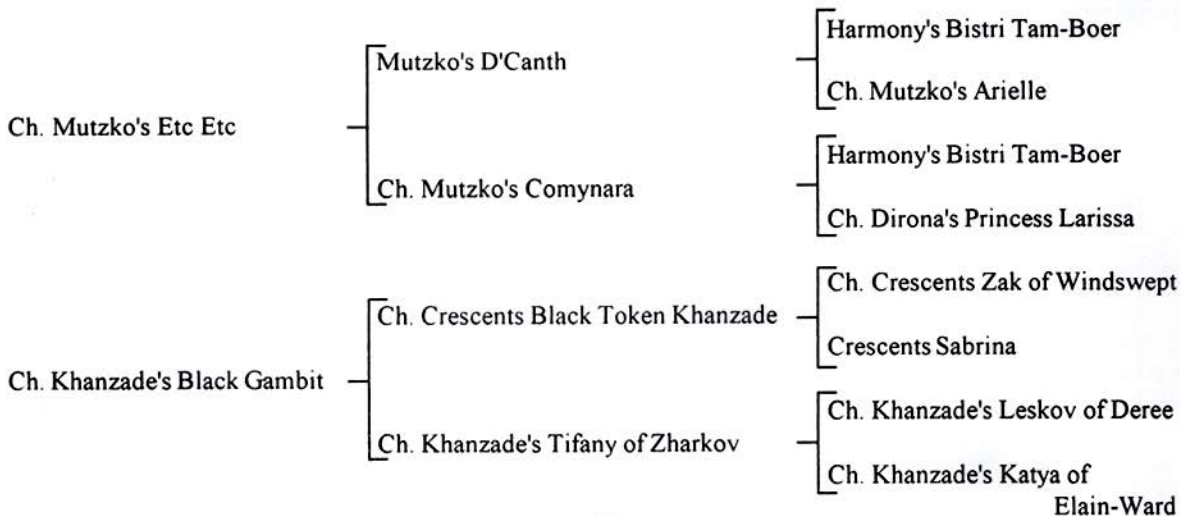 Harmony's Bistri Tam-Boer
Mutzko's D'Canth
Ch. Mutzko's Arielle
Ch. Mutzko's Etc Etc
Harmony's Bistri Tam-Boer
Ch. Mutzko's Comynara
Ch. Dirona's Princess Larissa
Ch. Crescents Zak of Windswept
Ch. Crescents Black Token Khanzade
Crescents Sabrina
Ch. Khanzade's Black Gambit
Ch. Khanzade's Leskov of Deree
Ch. Khanzade's Tifany of Zharkov
Ch. Khanzade's Katya of
Elain-Ward